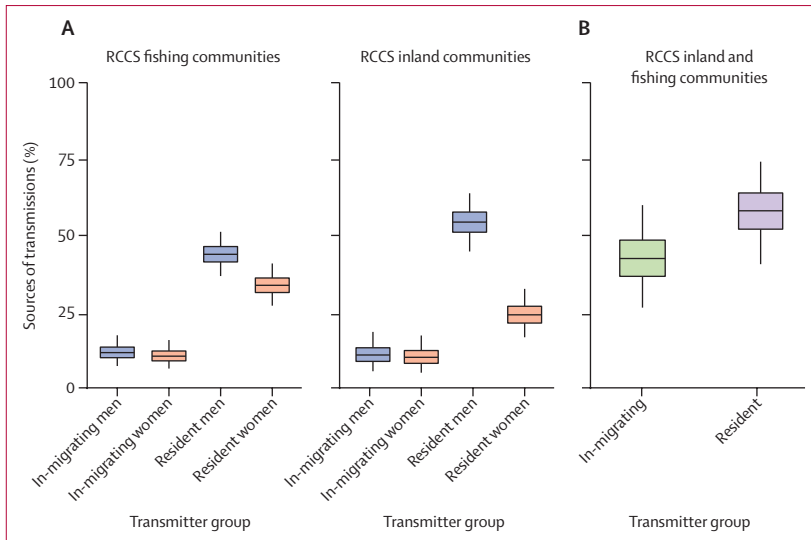 A
B
RCCS fishing communities
RCCS inland communities
RCCS inland and
fishing communities
Sources of transmissions (%)
100
75
50
25
0
In-migrating men
In-migrating women
Resident men
Resident women
In-migrating men
In-migrating women
Resident men
Resident women
In-migrating
Resident
Transmitter group
Transmitter group
Transmitter group